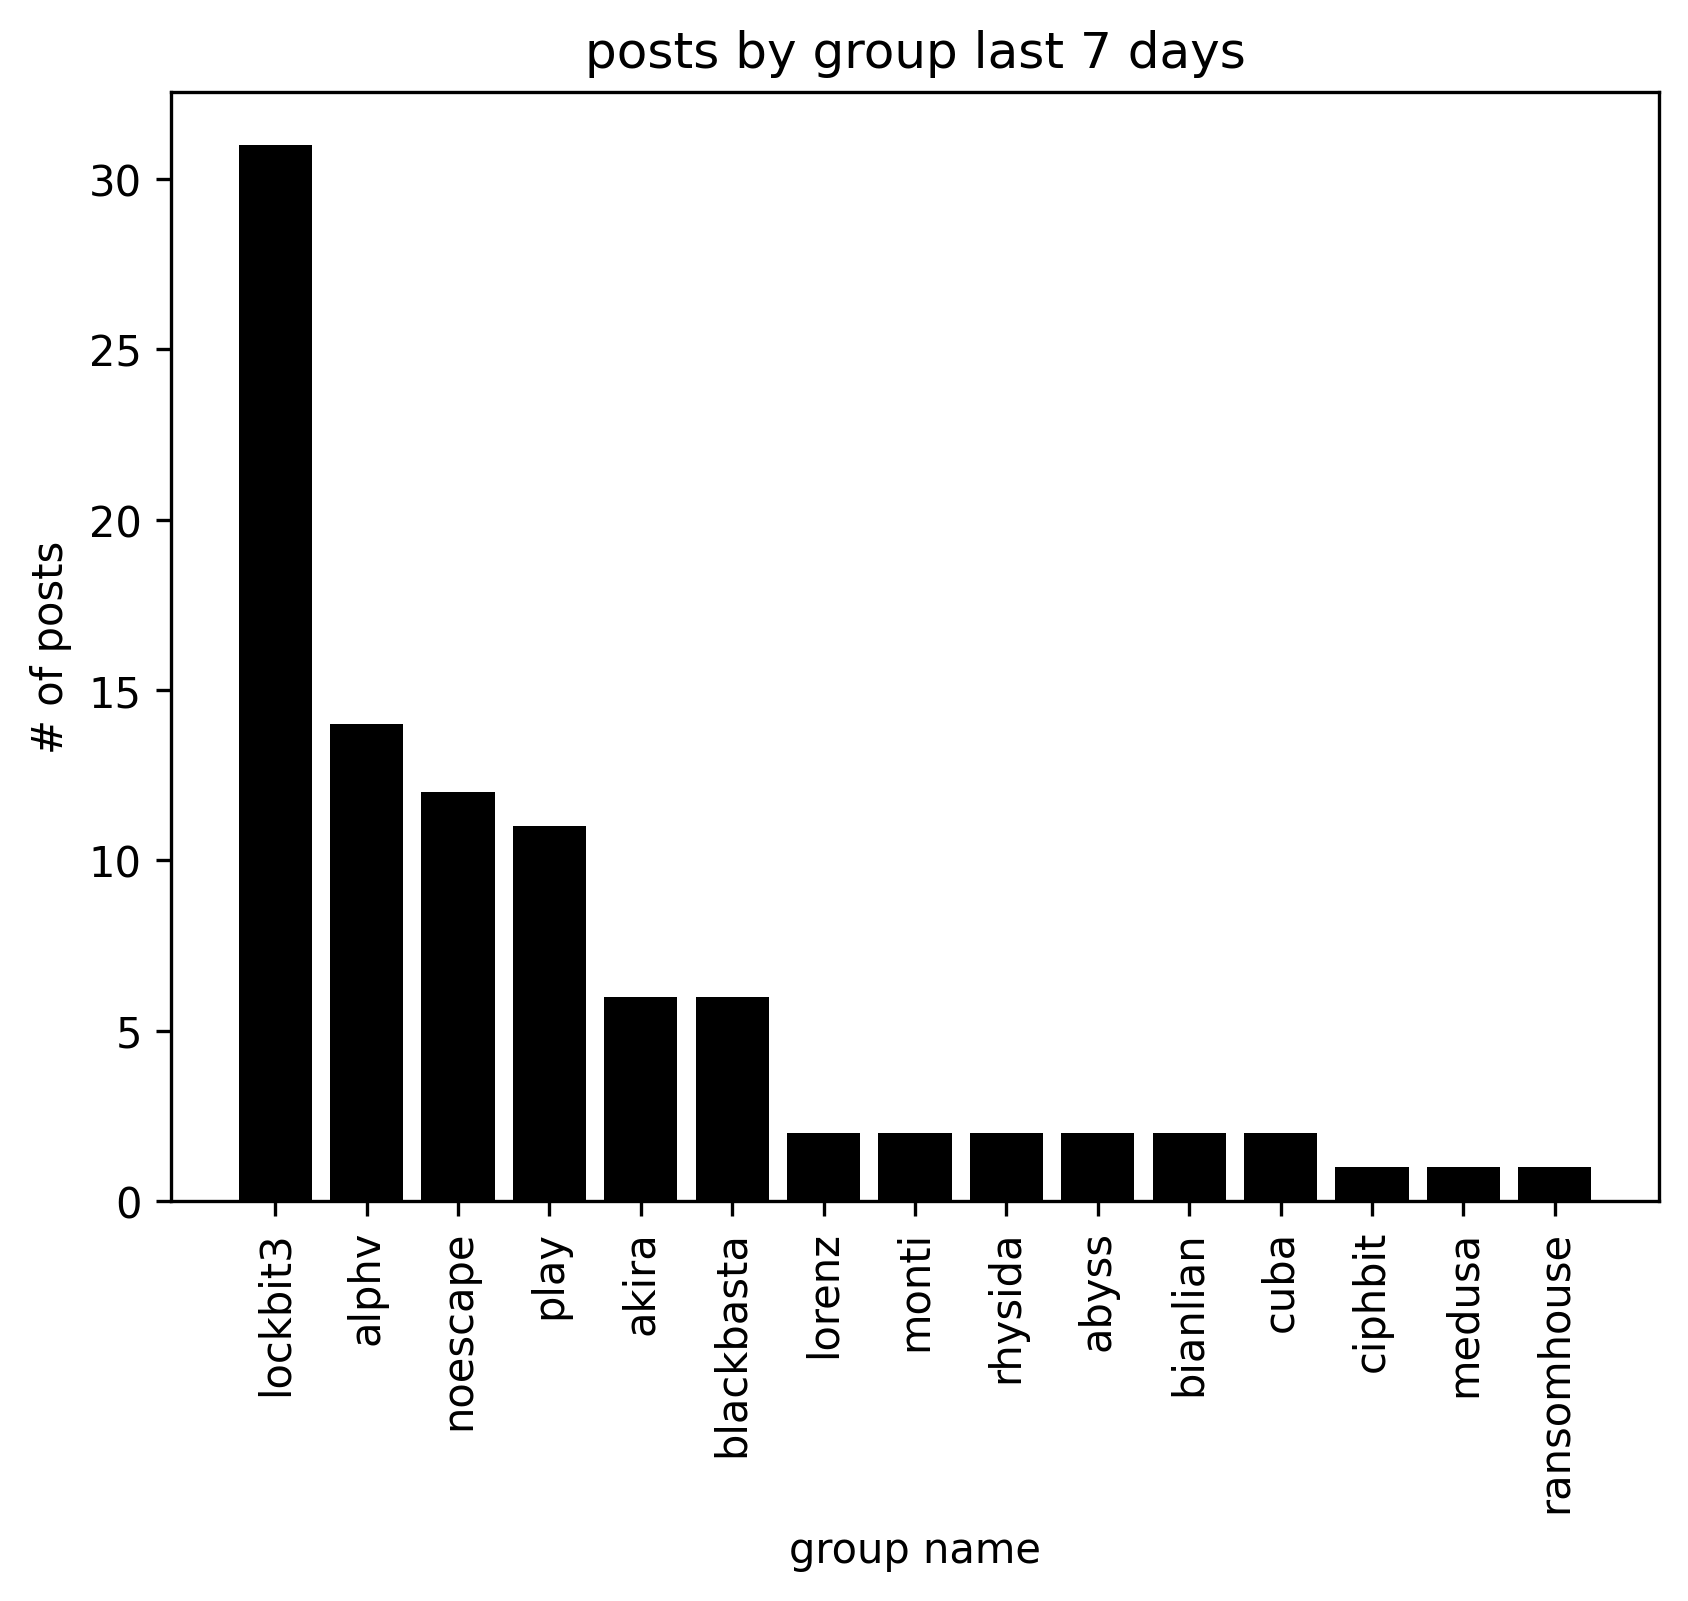 posts by group last 7 days
# of posts
30
25
20
15
10
5
0
lockbit3
alphv
noescape
play
akira
blackbasta
lorenz
monti
rhysida
abyss
bianlian
cuba
ciphbit
medusa
ransomhouse
group name